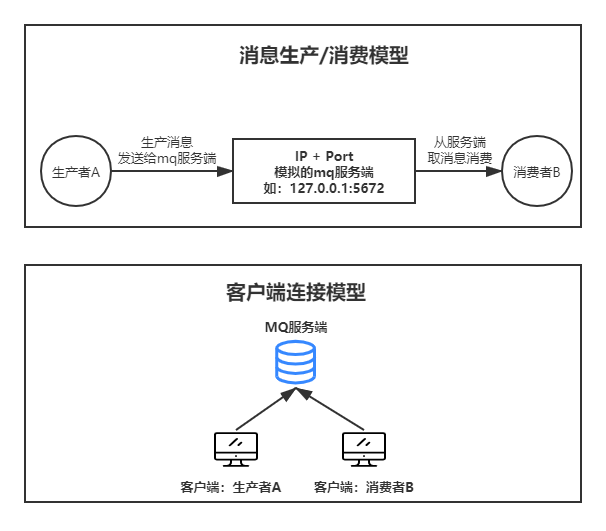 消息生产/消费模型
生产者A
生产消息
发送给mq服务端
IP + Port
模拟的mq服务端
如：127.0.0.1:5672
从服务端
取消息消费
消费者B
客户端连接模型
MQ服务端
客户端：生产者A
客户端：消费者B